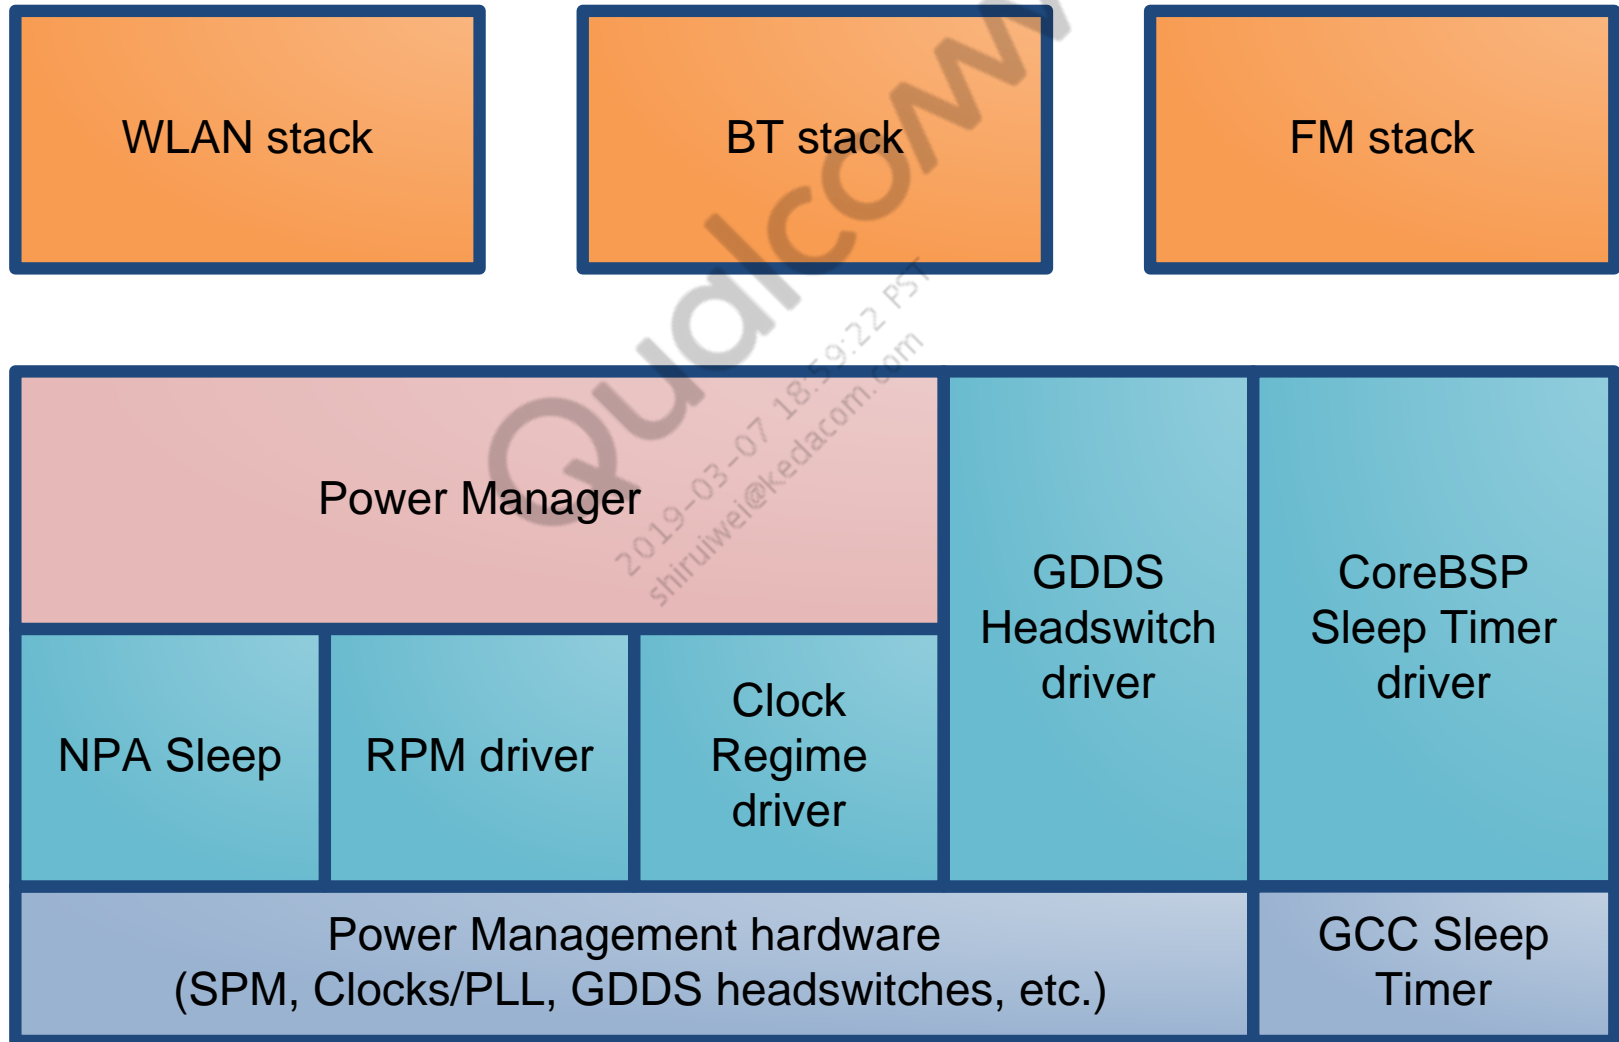 WLAN stack
BT stack
FM stack
Qualcomm
2019-03-07 18:59:22 PST
shiruiwei@kedacom.com
Power Manager
GDDS
Headswitch
driver
CoreBSP
Sleep Timer
driver
NPA Sleep
RPM driver
Clock
Regime
driver
Power Management hardware
(SPM, Clocks/PLL, GDDS headswitches, etc.)
GCC Sleep
Timer